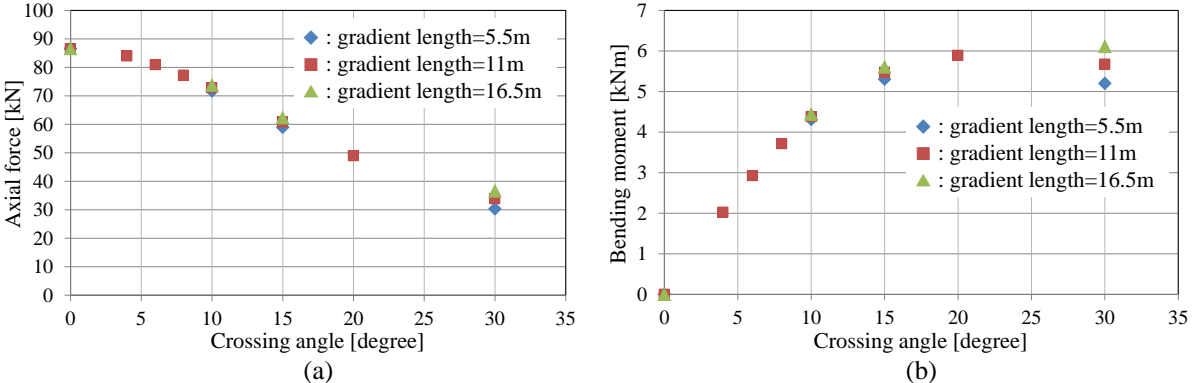 100
90
80
70
60
50
40
30
20
10
0
Axial force [kN]
: gradient length=5.5m
: gradient length=11m
: gradient length=16.5m
0 5 10 15 20 25 30 35
Crossing angle [degree]
(a)
7
6
5
4
3
2
1
0
Bending moment [kNm]
: gradient length=5.5m
: gradient length=11m
: gradient length=16.5m
0 5 10 15 20 25 30 35
Crossing angle [degree]
(b)